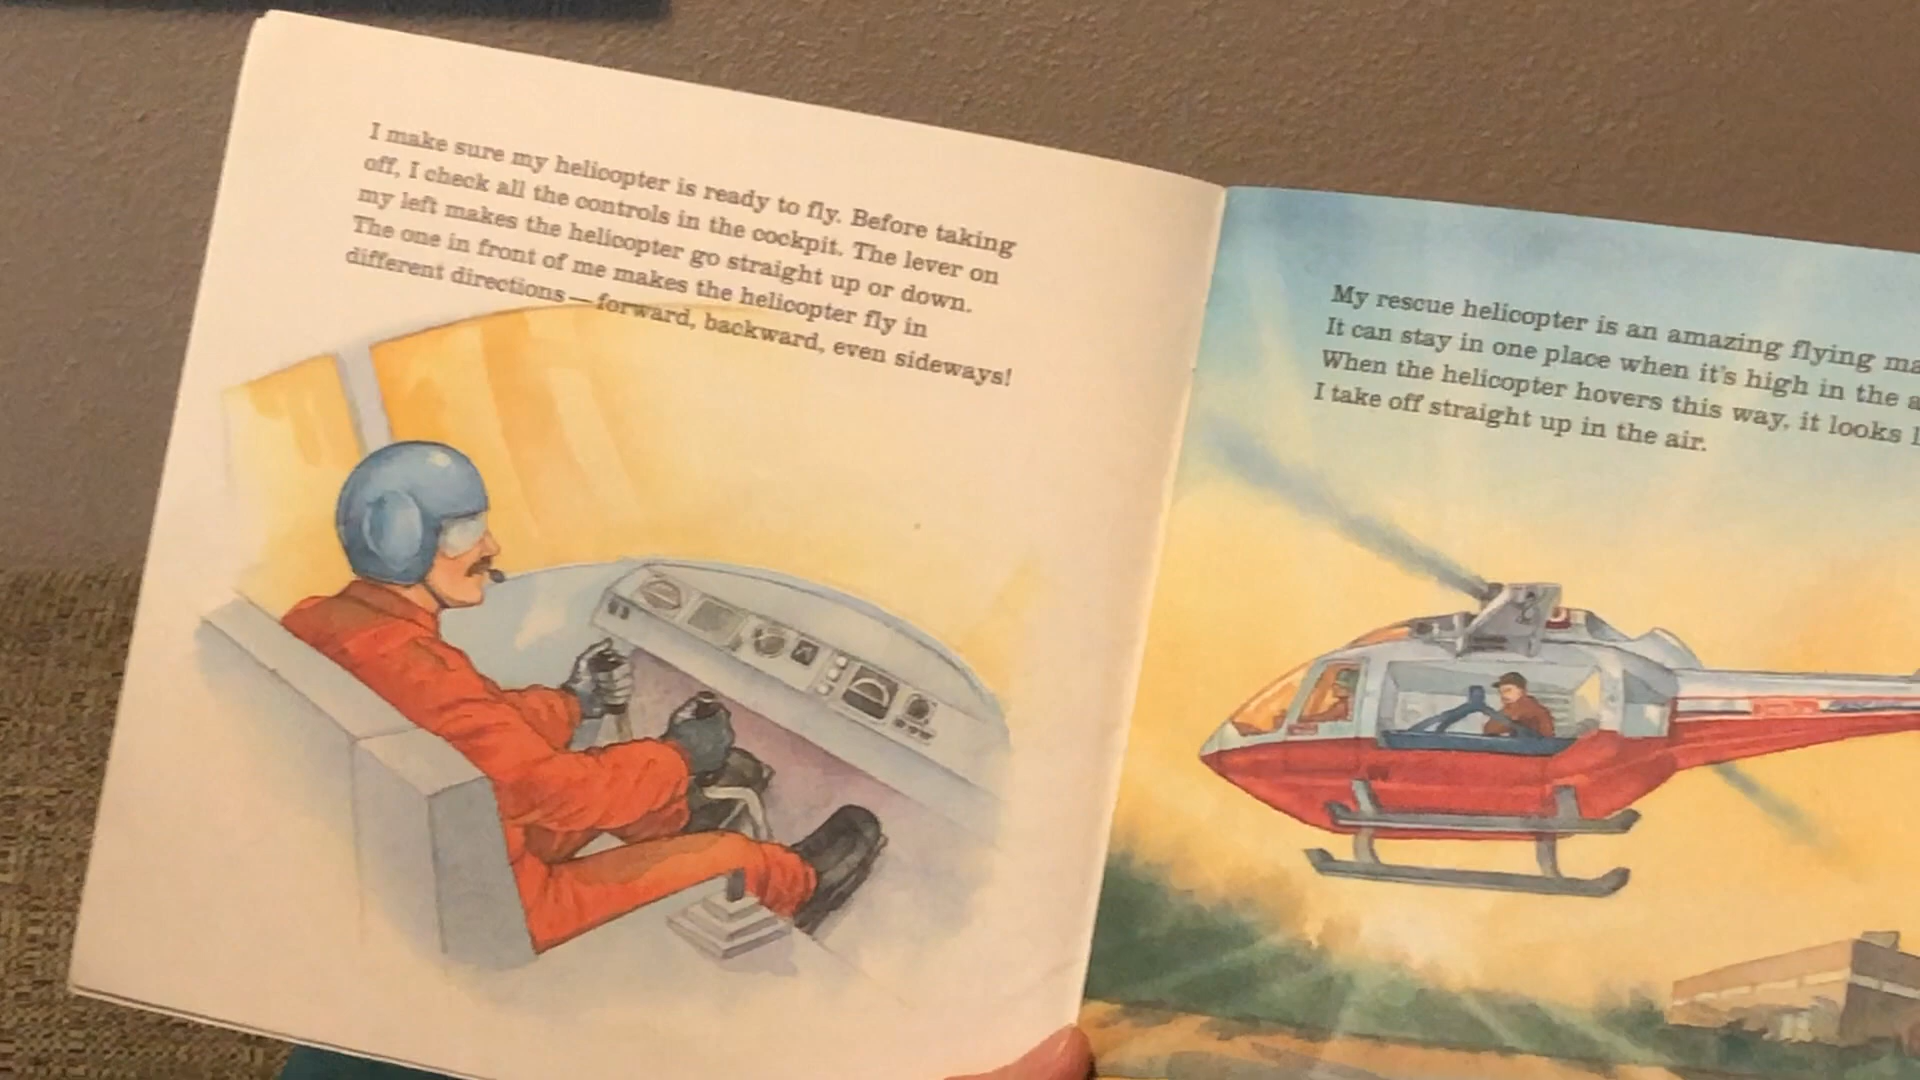 I make sure my helicopter is ready to fly. Before taking
off, I check all the controls in the cockpit. The lever on
my left makes the helicopter go straight up or down.
The one in front of me makes the helicopter fly in
different directions—forward, backward, even sideways!
My rescue helicopter is an amazing flying
It can stay in one place when it's high in the
When the helicopter hovers this way, it looks
I take off straight up in the air.